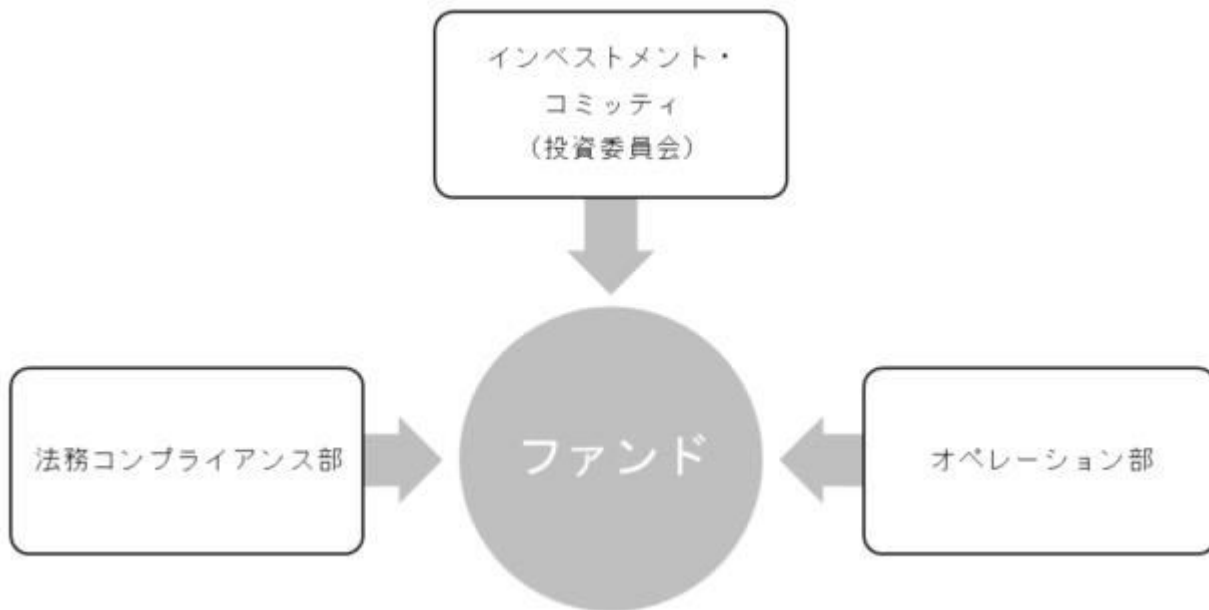 インベストメント・
コミッティ
（投資委員会）
法務コンプライアンス部
ファンド
オペレーション部